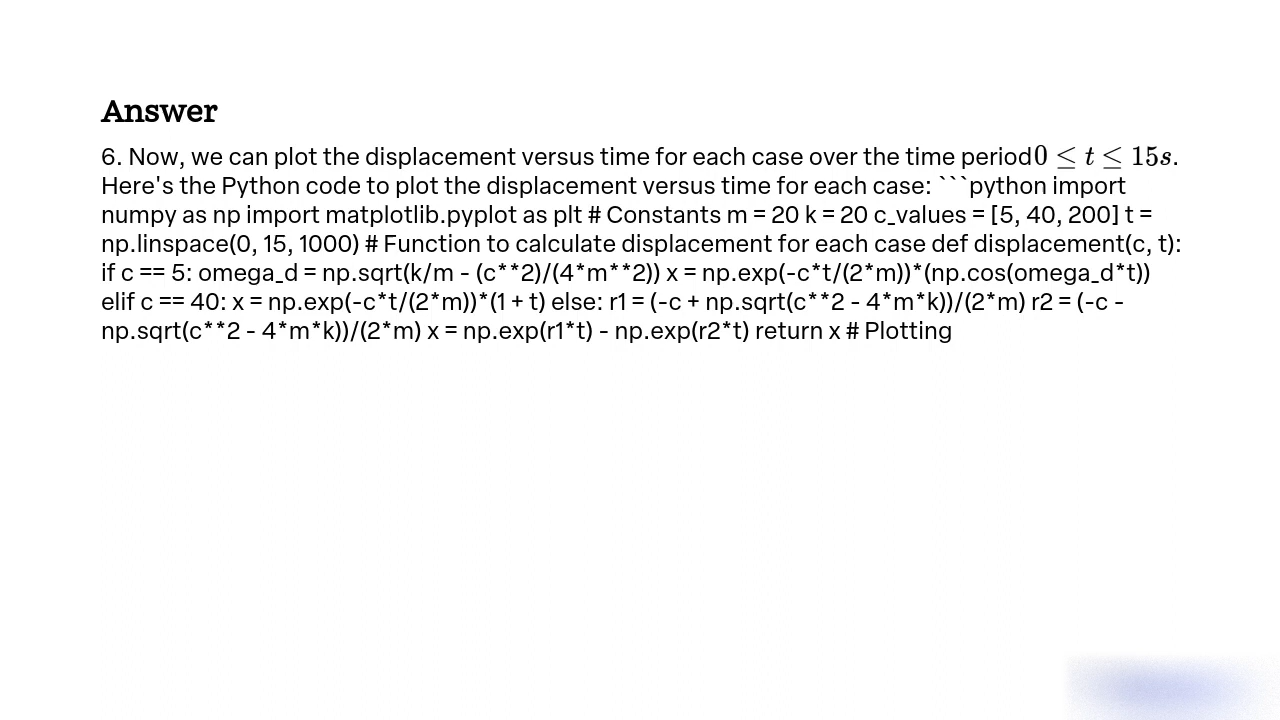 Answer
6. Now, we can plot the displacement versus time for each case over the time period0 ≤ t ≤ 15s.
Here's the Python code to plot the displacement versus time for each case: ```python import
numpy as np import matplotlib.pyplot as plt # Constants m = 20 k = 20 c_values = [5, 40, 200] t =
np.linspace(0, 15, 1000) # Function to calculate displacement for each case def displacement(c, t):
if c == 5: omega_d = np.sqrt(k/m - (c**2)/(4*m**2)) x = np.exp(-c*t/(2*m))*(np.cos(omega_d*t))
elif c == 40: x = np.exp(-c*t/(2*m))*(1 + t) else: r1 = (-c + np.sqrt(c**2 - 4*m*k))/(2*m) r2 = (-c -
np.sqrt(c**2 - 4*m*k))/(2*m) x = np.exp(r1*t) - np.exp(r2*t) return x # Plotting